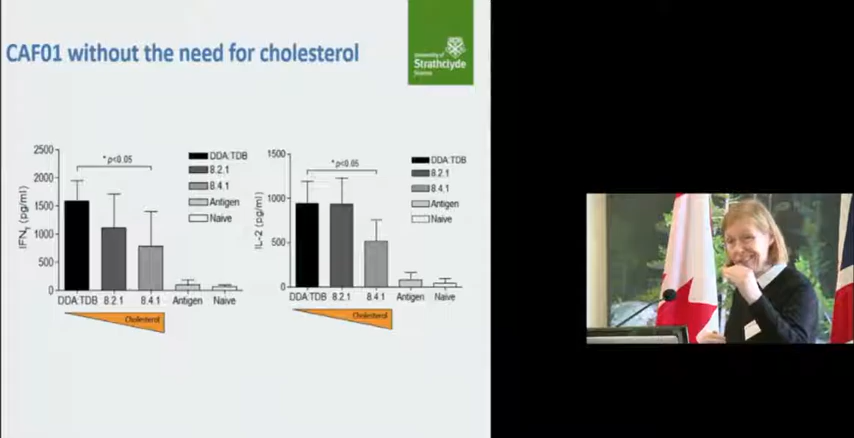 CAF01 without the need for cholesterol
University of
Strathclyde
Science
2500
2000
1500
1000
500
0
IFNγ (pg/ml)
* p<0.05
DDA:TDB
8.2.1
8.4.1
Antigen
Naive
DDA:TDB 8.2.1 8.4.1 Antigen Naive
Cholesterol
1500
1000
500
0
IL-2 (pg/ml)
* p<0.05
DDA:TDB
8.2.1
8.4.1
Antigen
Naive
DDA:TDB 8.2.1 8.4.1 Antigen Naive
Cholesterol